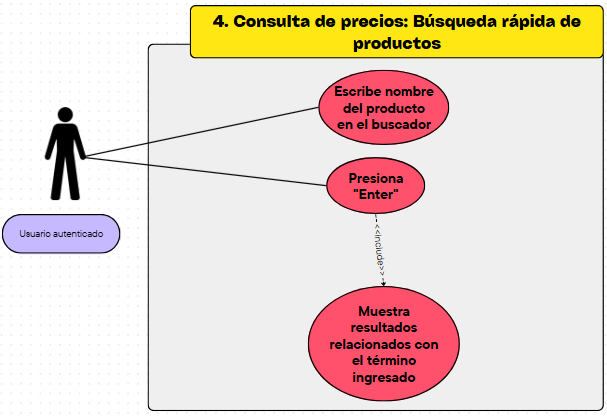 4. Consulta de precios: Búsqueda rápida de
productos
Escribe nombre
del producto
en el buscador
Presiona
"Enter"
Usuario autenticado
<<include>>
Muestra
resultados
relacionados con
el término
ingresado